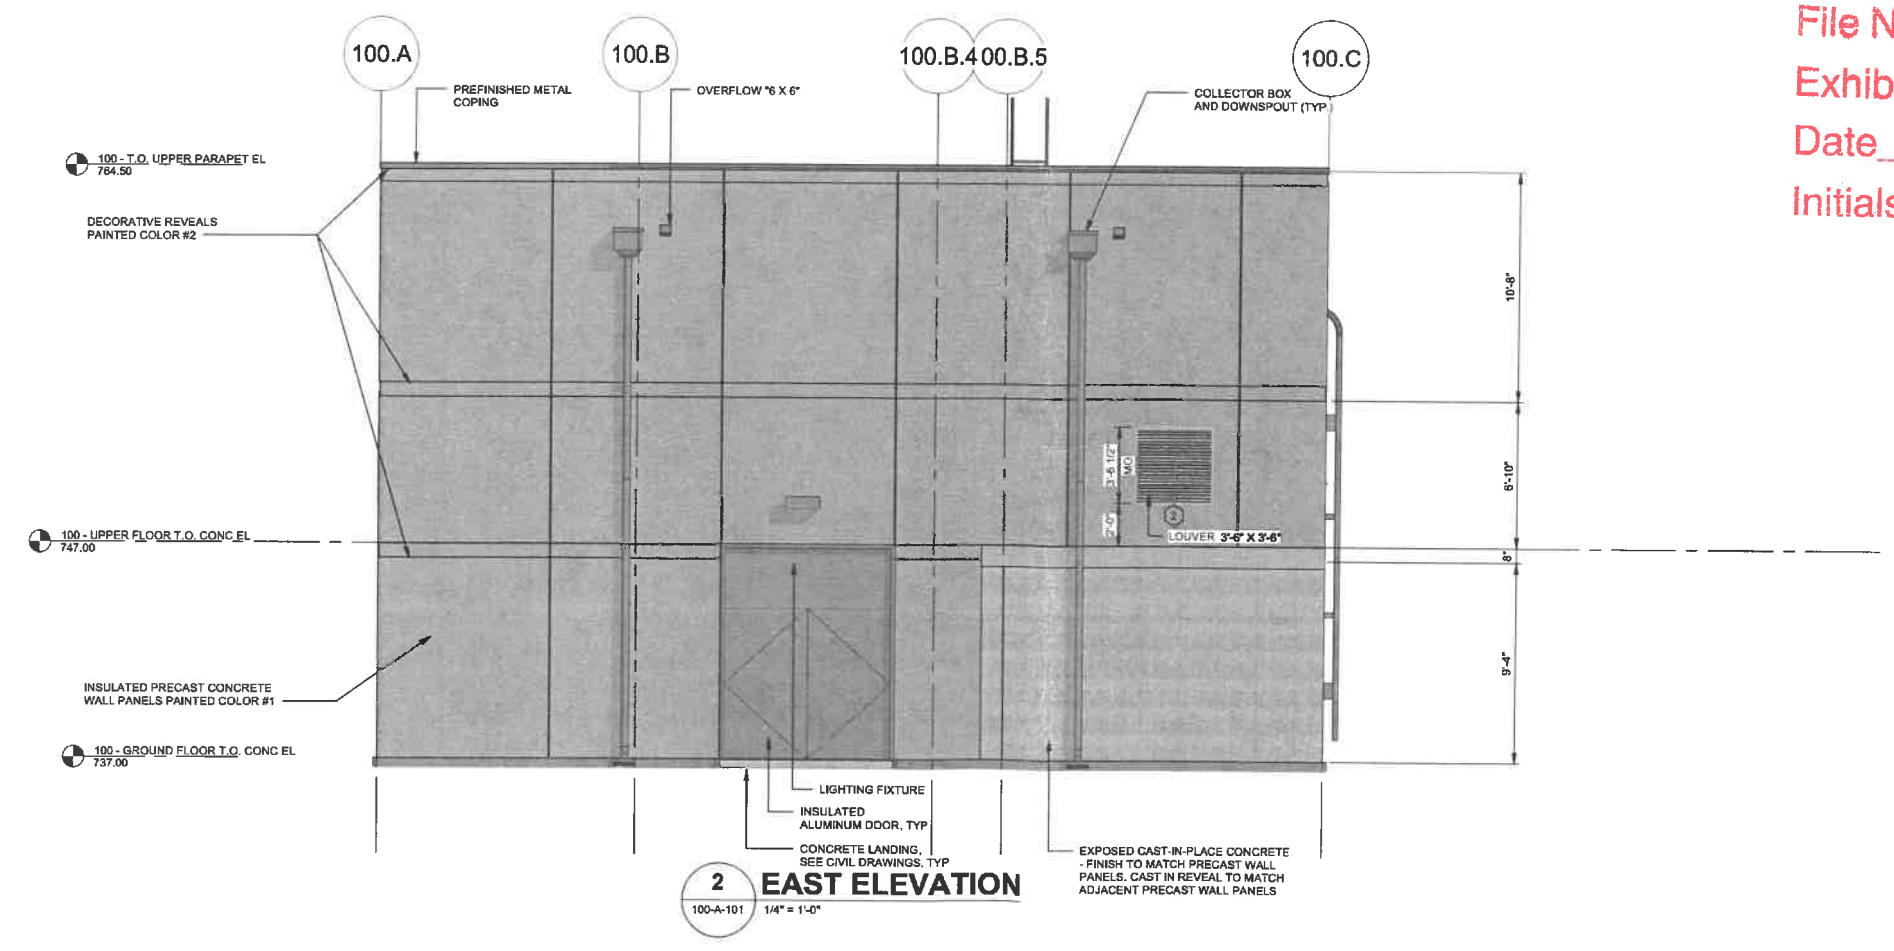 100.A
100.B
100.B.4
00.B.5
100.C
File N
Exhib
Date_
Initials
PREFINISHED METAL
COPING
OVERFLOW "6 X 6"
COLLECTOR BOX
AND DOWNSPOUT (TYP.)
100 - T.O. UPPER PARAPET EL
764.50
DECORATIVE REVEALS
PAINTED COLOR #2
10'-8"
6'-10"
3'-6 1/2"
MO
2'-0"
2
LOUVER 3'-6" X 3'-6"
100 - UPPER FLOOR T.O. CONC EL
747.00
8"
9'-4"
INSULATED PRECAST CONCRETE
WALL PANELS PAINTED COLOR #1
100 - GROUND FLOOR T.O. CONC EL
737.00
LIGHTING FIXTURE
INSULATED
ALUMINUM DOOR, TYP
CONCRETE LANDING,
SEE CIVIL DRAWINGS, TYP
EXPOSED CAST-IN-PLACE CONCRETE
- FINISH TO MATCH PRECAST WALL
PANELS. CAST IN REVEAL TO MATCH
ADJACENT PRECAST WALL PANELS
2
EAST ELEVATION
100-A-101
1/4" = 1'-0"